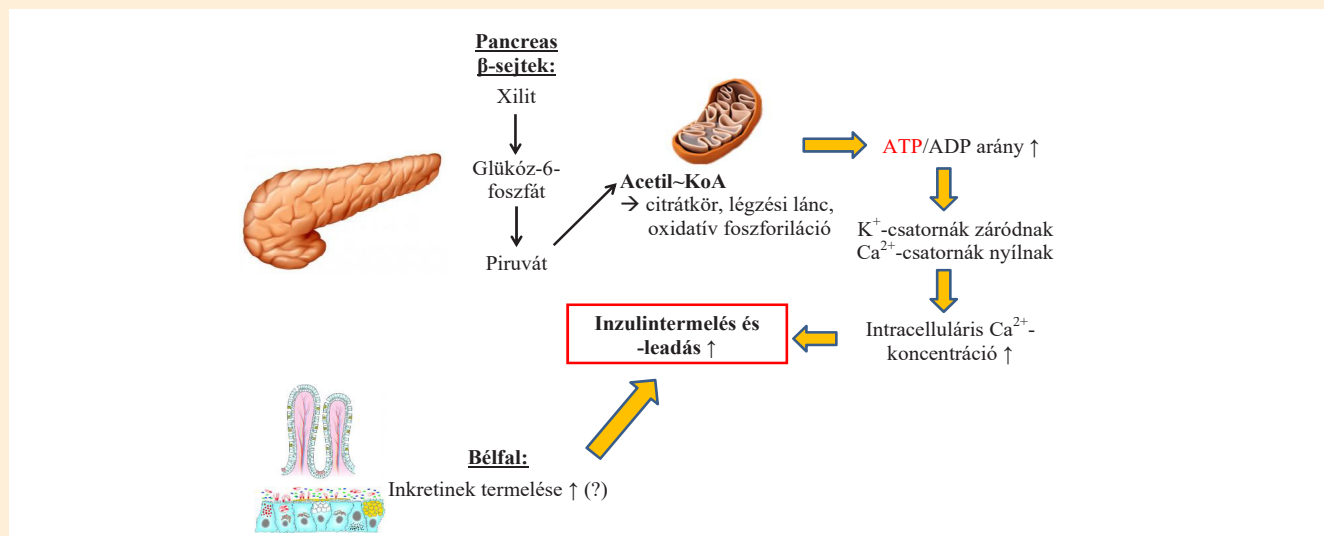 Pancreas
β-sejtek:
Xilit
Glükóz-6-
foszfát
Piruvát
Acetil~KoA
→ citrátkör, légzési lánc,
oxidatív foszforiláció
ATP/ADP arány ↑
K⁺-csatornák záródnak
Ca²⁺-csatornák nyílnak
Intracelluláris Ca²⁺-
koncentráció ↑
Inzulintermelés és
-leadás ↑
Bélfal:
Inkretinek termelése ↑ (?)